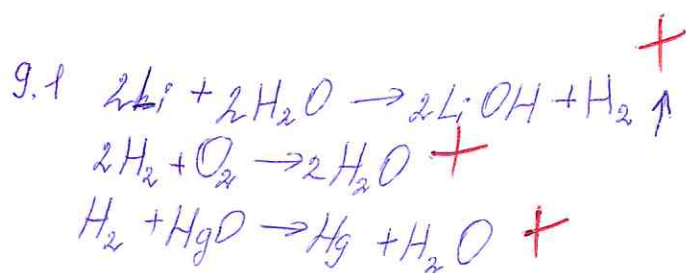 9.1 2Li + 2H₂O → 2LiOH + H₂ ↑ +
2H₂ + O₂ → 2H₂O +
H₂ + HgO → Hg + H₂O +